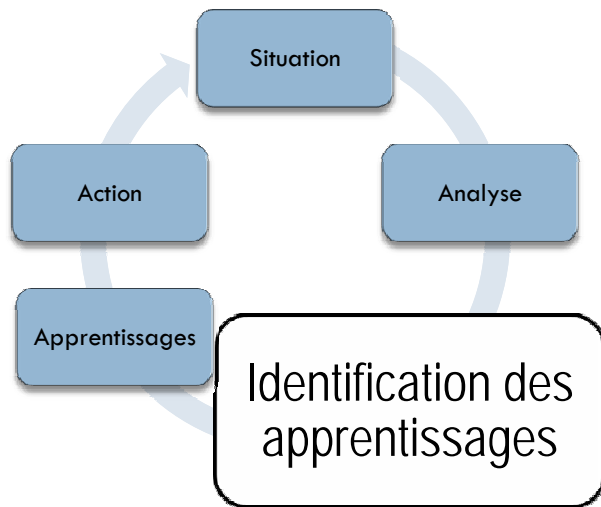 Situation
Action
Analyse
Apprentissages
Identification des
apprentissages